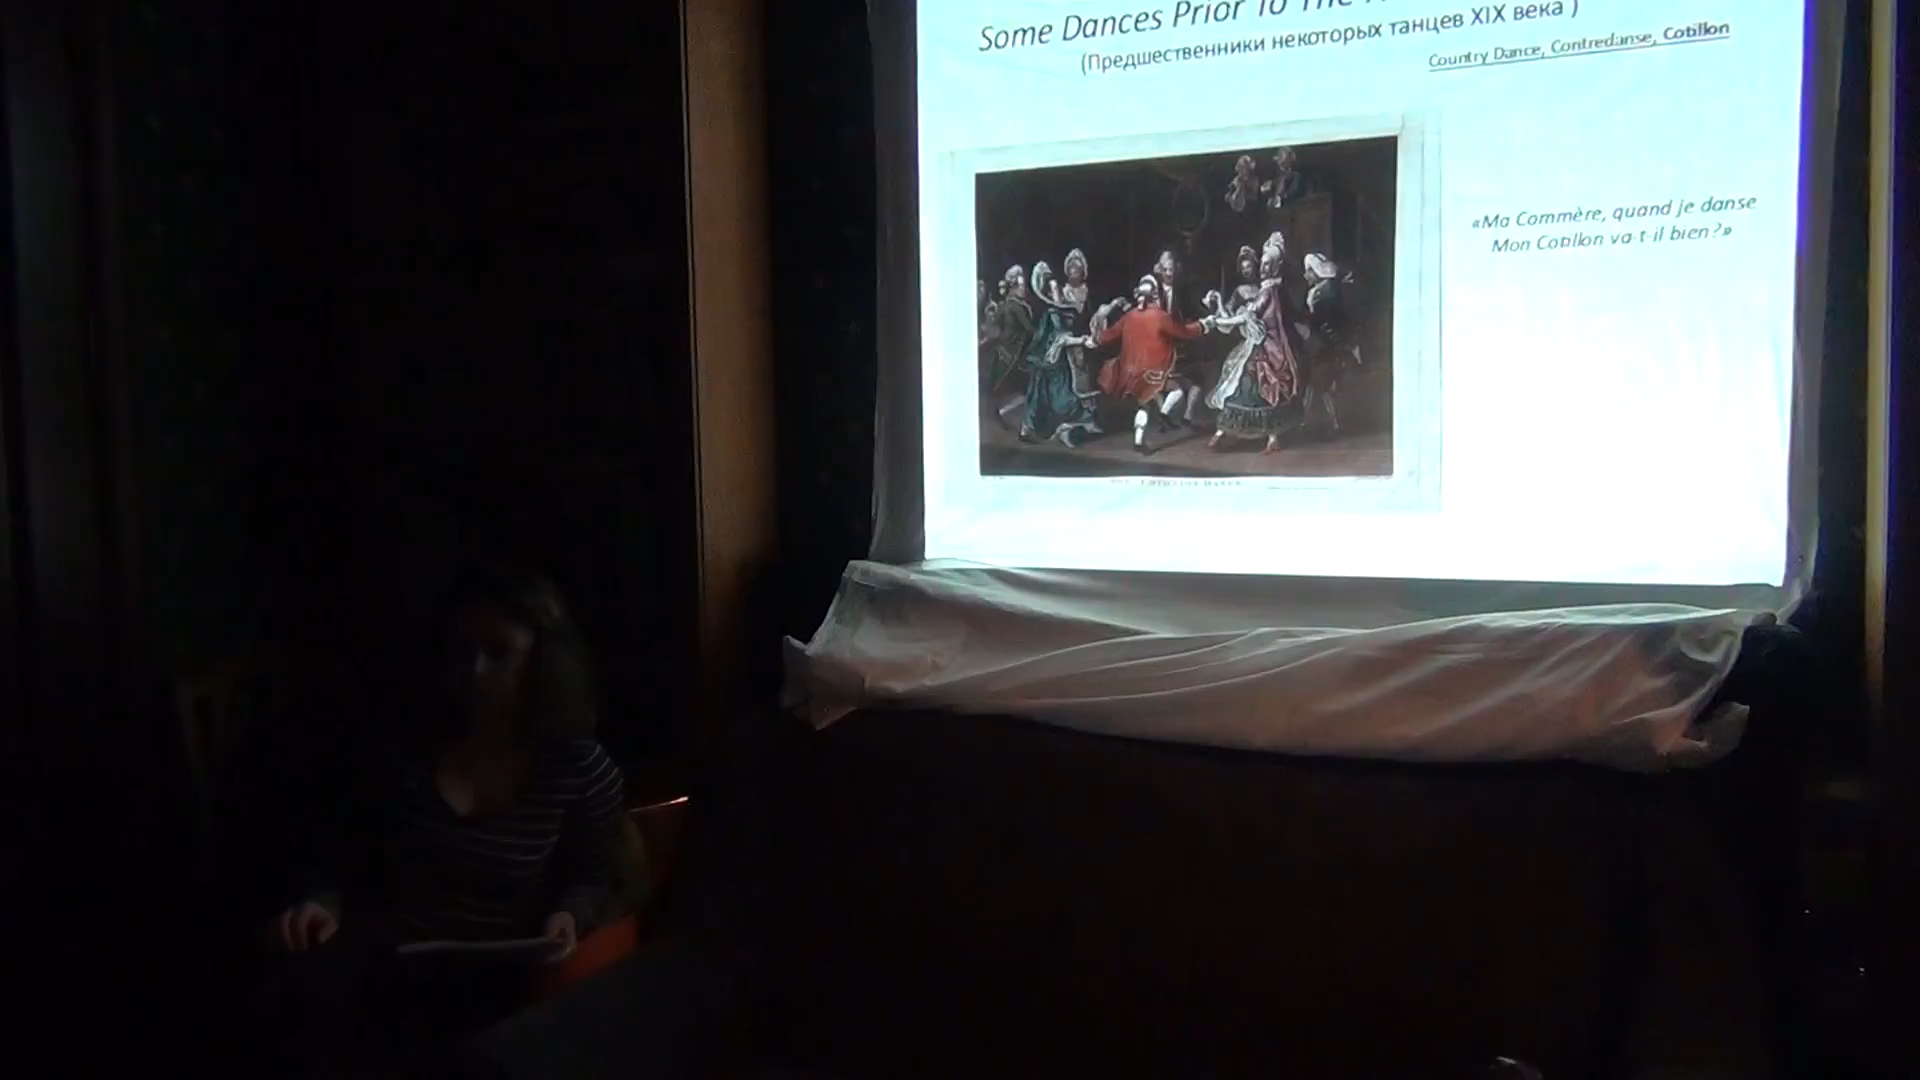 Some Dances Prior To The
(Предшественники некоторых танцев XIX века )
Country Dance, Contredanse, Cotillon
«Ma Commère, quand je danse
Mon Cotillon va-t-il bien?»